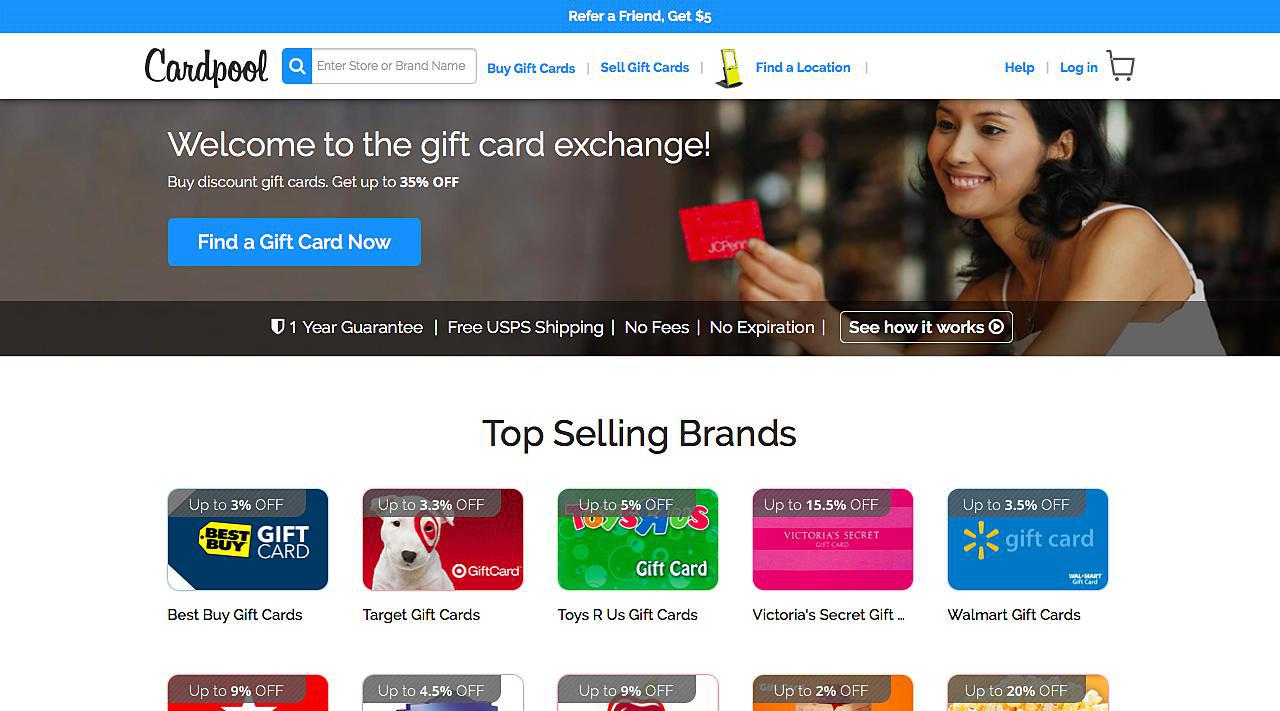 Refer a Friend, Get $5
Cardpool
Enter Store or Brand Name
Buy Gift Cards | Sell Gift Cards | Find a Location |
Help | Log in
Welcome to the gift card exchange!
Buy discount gift cards. Get up to 35% OFF
JCPenn
Find a Gift Card Now
1 Year Guarantee | Free USPS Shipping | No Fees | No Expiration |
See how it works
Top Selling Brands
Up to 3% OFF
BEST BUY
GIFT
CARD
Best Buy Gift Cards
Up to 3.3% OFF
GiftCard
Target Gift Cards
Up to 5% OFF
Toys R Us
Gift Card
Toys R Us Gift Cards
Up to 15.5% OFF
VICTORIA'S SECRET
GIFT CARD
Victoria's Secret Gift ...
Up to 3.5% OFF
gift card
WAL★MART
Gift Card
Walmart Gift Cards
Up to 9% OFF
Up to 4.5% OFF
Up to 9% OFF
Up to 2% OFF
Up to 20% OFF